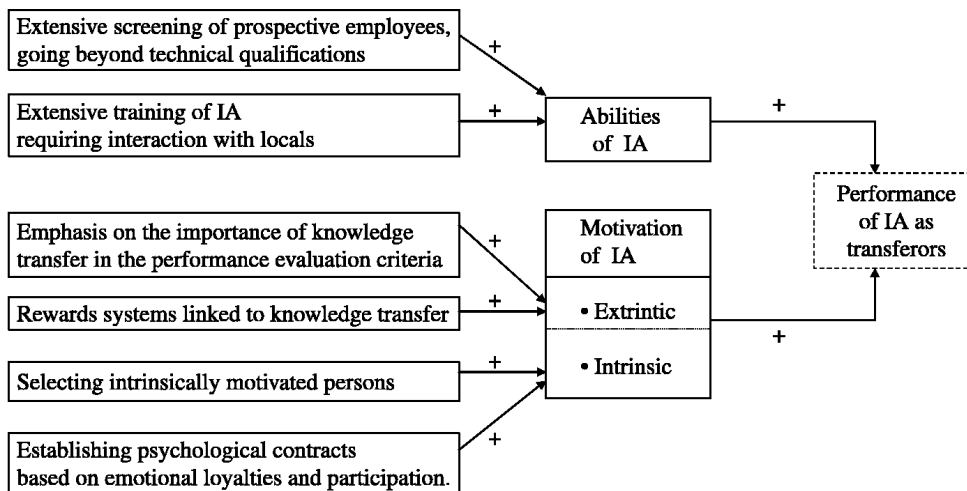 Extensive screening of prospective employees,
going beyond technical qualifications
+
Extensive training of IA
requiring interaction with locals
+
Abilities
of IA
+
Performance
of IA as
transferors
Emphasis on the importance of knowledge
transfer in the performance evaluation criteria
+
Motivation
of IA
Rewards systems linked to knowledge transfer
+
• Extrintic
+
Selecting intrinsically motivated persons
+
• Intrinsic
Establishing psychological contracts
based on emotional loyalties and participation.
+